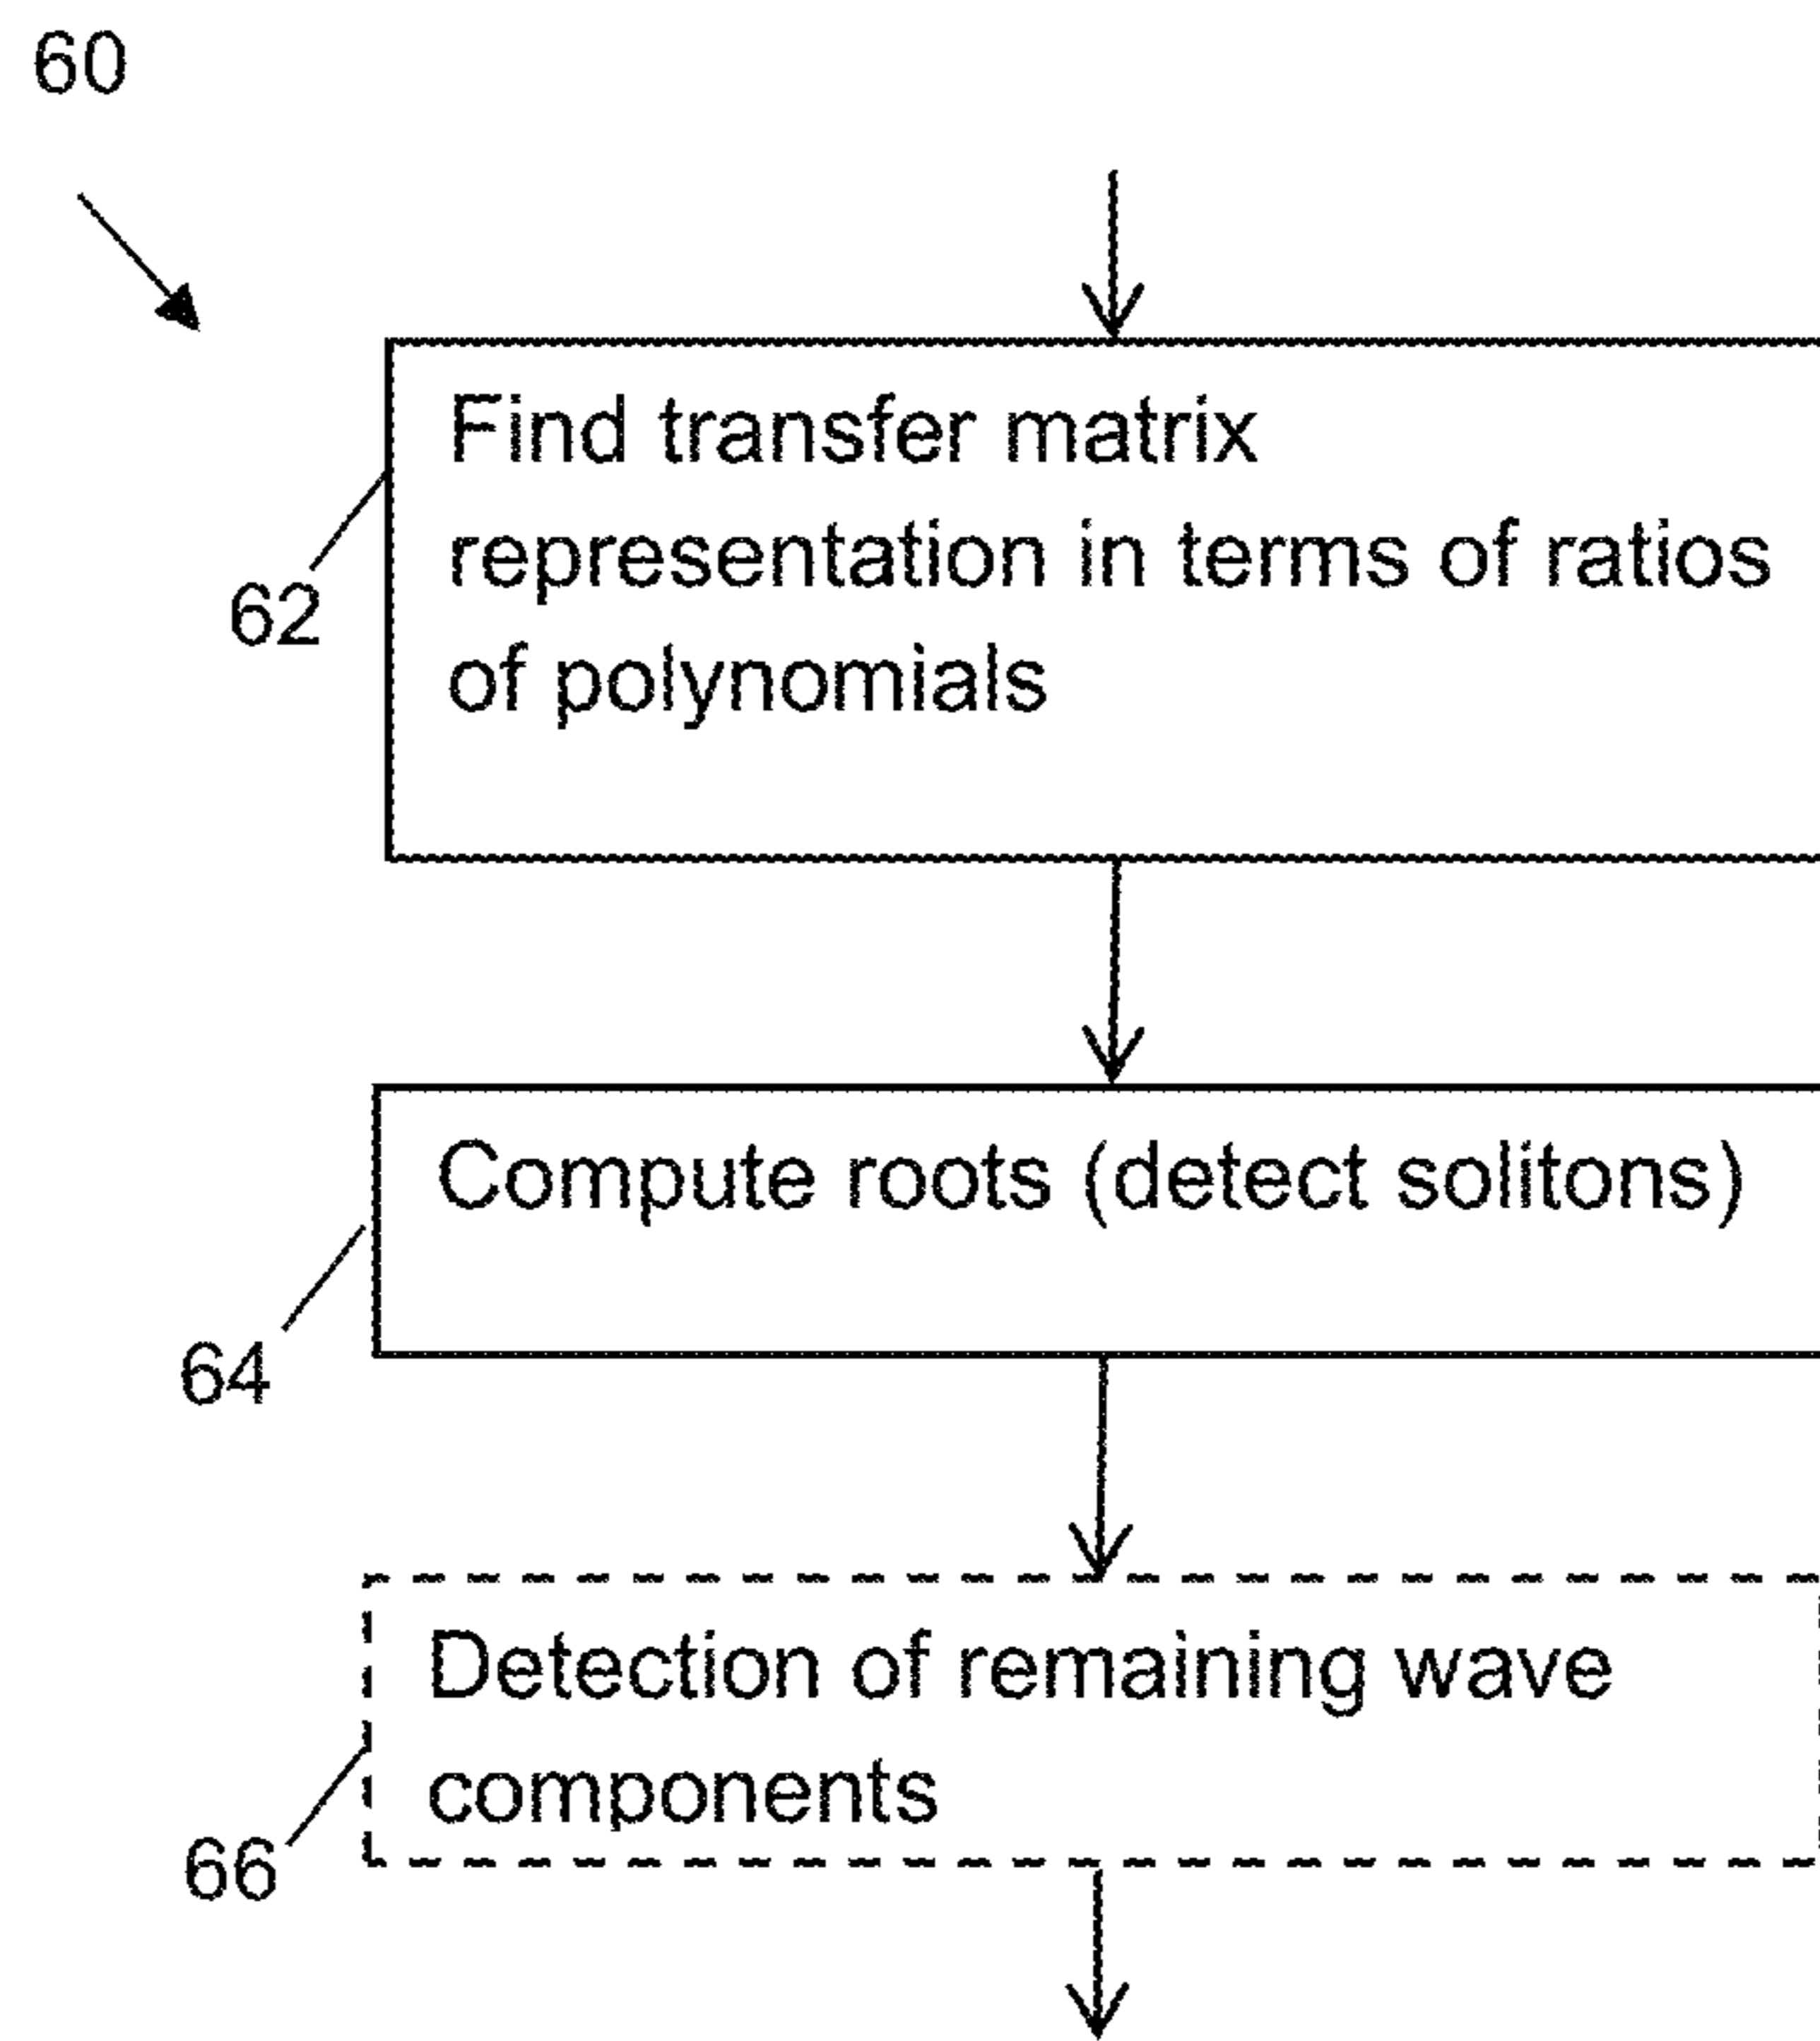 60
Find transfer matrix
representation in terms of ratios
of polynomials
62
Compute roots (detect solitons)
64
Detection of remaining wave
components
66